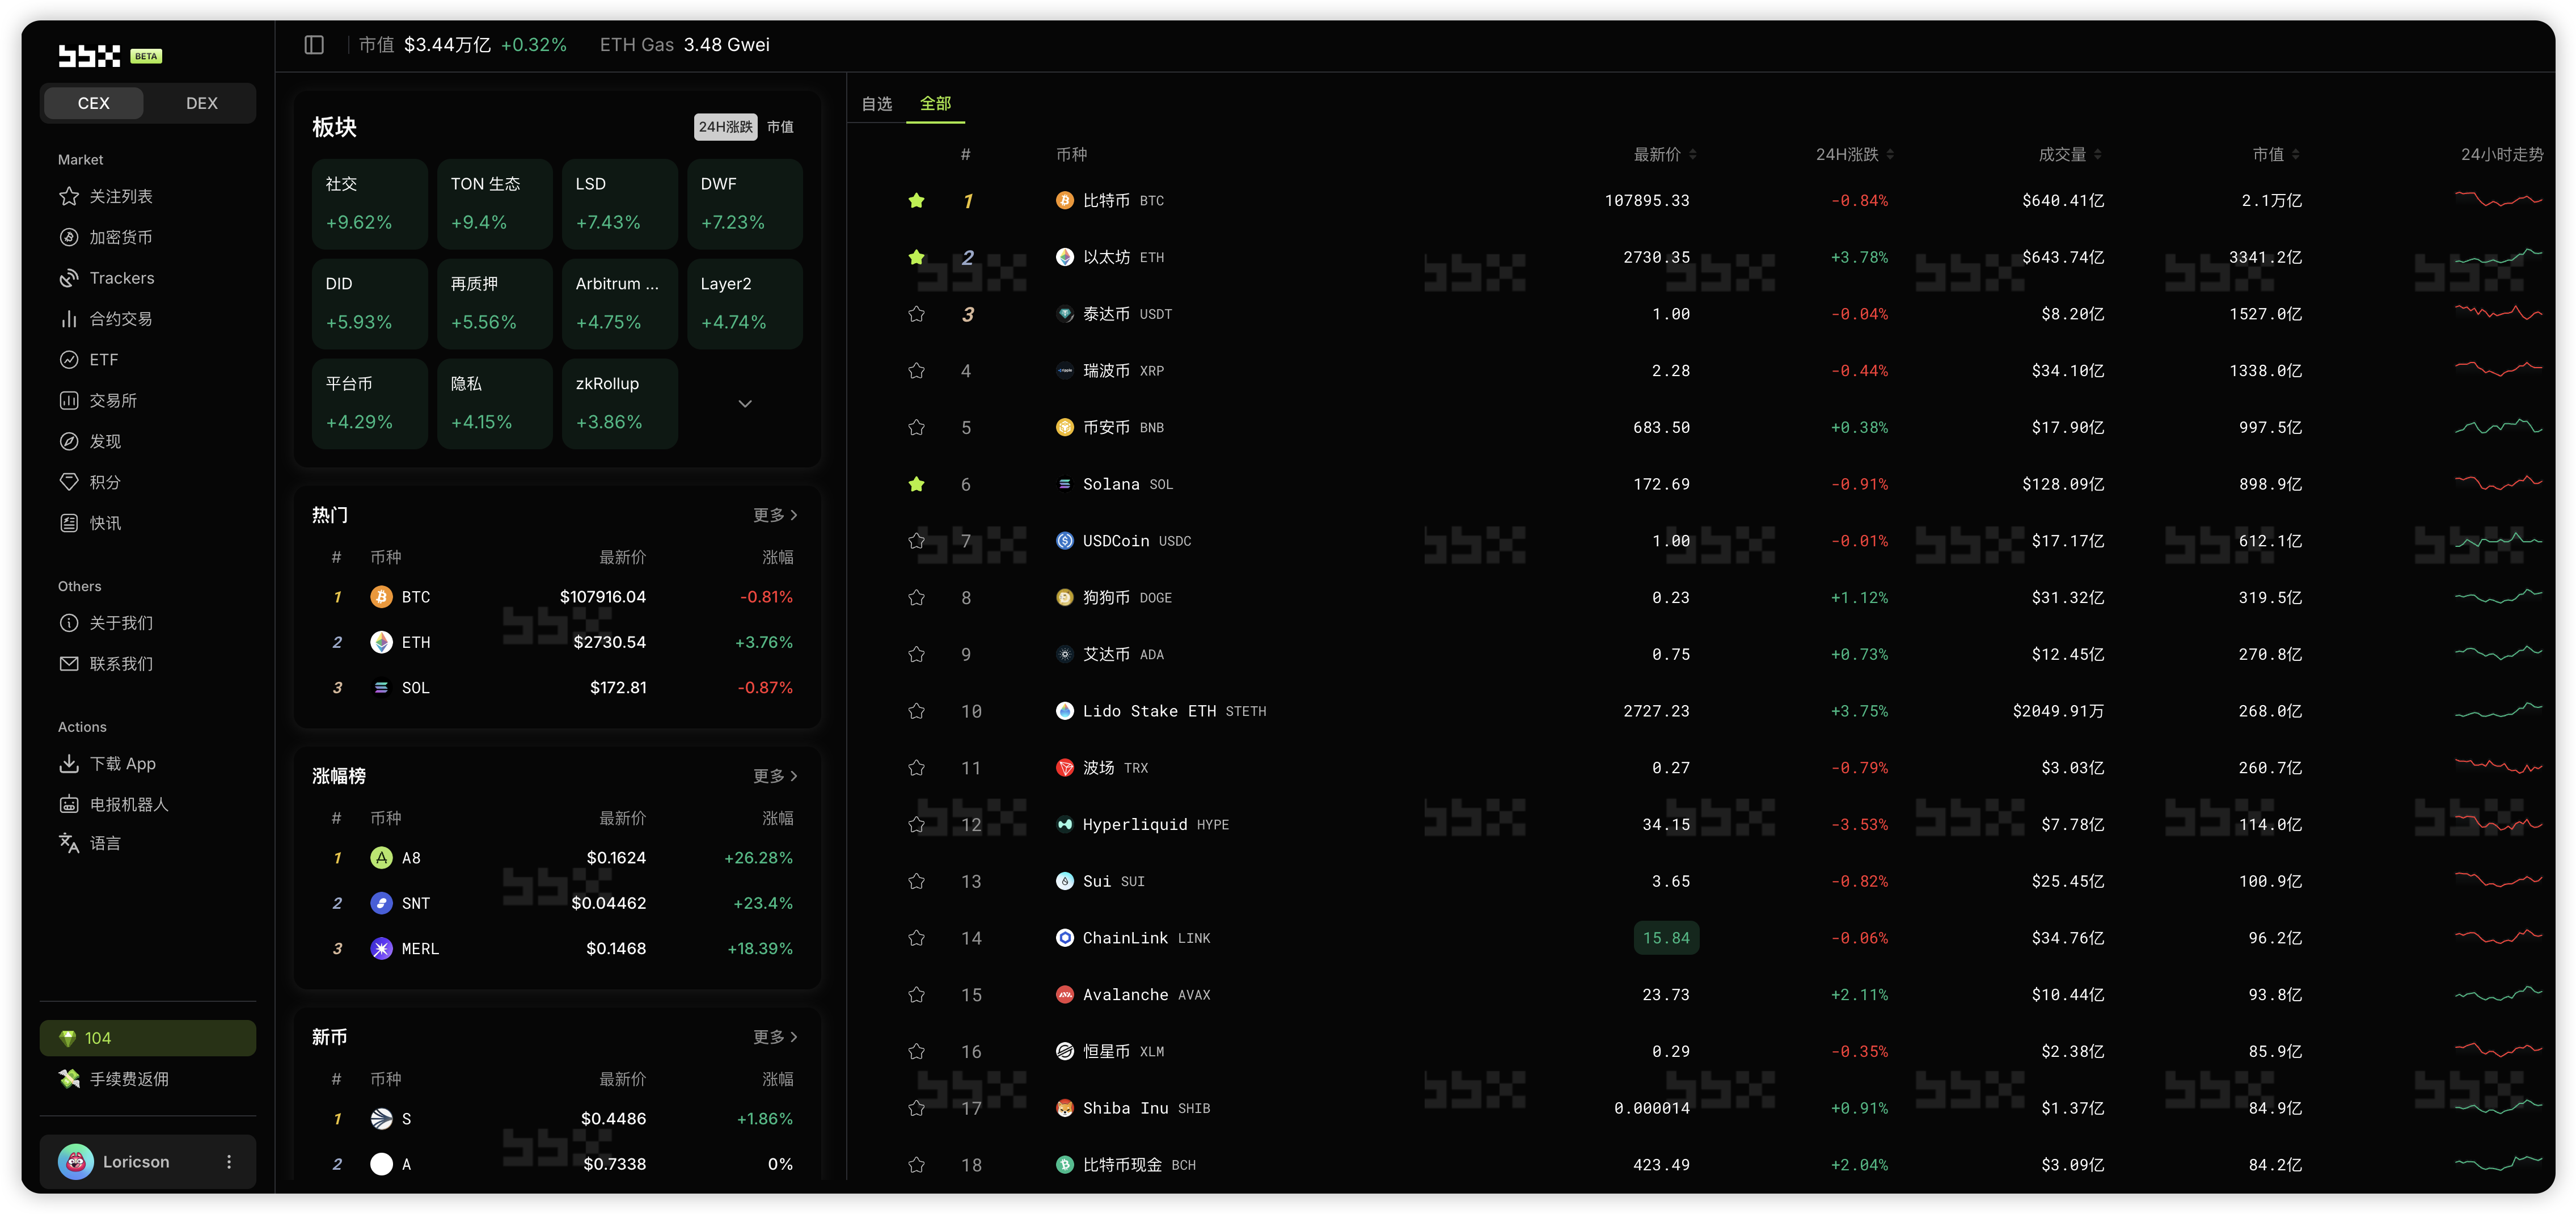 bbx BETA
CEX DEX
Market
关注列表
加密货币
Trackers
合约交易
ETF
交易所
发现
积分
快讯
Others
关于我们
联系我们
Actions
下载 App
电报机器人
语言
104
手续费返佣
Loricson
市值 $3.44万亿 +0.32% ETH Gas 3.48 Gwei
板块 24H涨跌 市值
社交 TON 生态 LSD DWF
+9.62% +9.4% +7.43% +7.23%
DID 再质押 Arbitrum ... Layer2
+5.93% +5.56% +4.75% +4.74%
平台币 隐私 zkRollup
+4.29% +4.15% +3.86%
热门 更多
# 币种 最新价 涨幅
1 BTC $107916.04 -0.81%
2 ETH $2730.54 +3.76%
3 SOL $172.81 -0.87%
涨幅榜 更多
# 币种 最新价 涨幅
1 A8 $0.1624 +26.28%
2 SNT $0.04462 +23.4%
3 MERL $0.1468 +18.39%
新币 更多
# 币种 最新价 涨幅
1 S $0.4486 +1.86%
2 A $0.7338 0%
自选 全部
# 币种 最新价 24H涨跌 成交量 市值 24小时走势
1 比特币 BTC 107895.33 -0.84% $640.41亿 2.1万亿
2 以太坊 ETH 2730.35 +3.78% $643.74亿 3341.2亿
3 泰达币 USDT 1.00 -0.04% $8.20亿 1527.0亿
4 瑞波币 XRP 2.28 -0.44% $34.10亿 1338.0亿
5 币安币 BNB 683.50 +0.38% $17.90亿 997.5亿
6 Solana SOL 172.69 -0.91% $128.09亿 898.9亿
7 USDCoin USDC 1.00 -0.01% $17.17亿 612.1亿
8 狗狗币 DOGE 0.23 +1.12% $31.32亿 319.5亿
9 艾达币 ADA 0.75 +0.73% $12.45亿 270.8亿
10 Lido Stake ETH STETH 2727.23 +3.75% $2049.91万 268.0亿
11 波场 TRX 0.27 -0.79% $3.03亿 260.7亿
12 Hyperliquid HYPE 34.15 -3.53% $7.78亿 114.0亿
13 Sui SUI 3.65 -0.82% $25.45亿 100.9亿
14 ChainLink LINK 15.84 -0.06% $34.76亿 96.2亿
15 Avalanche AVAX 23.73 +2.11% $10.44亿 93.8亿
16 恒星币 XLM 0.29 -0.35% $2.38亿 85.9亿
17 Shiba Inu SHIB 0.000014 +0.91% $1.37亿 84.9亿
18 比特币现金 BCH 423.49 +2.04% $3.09亿 84.2亿